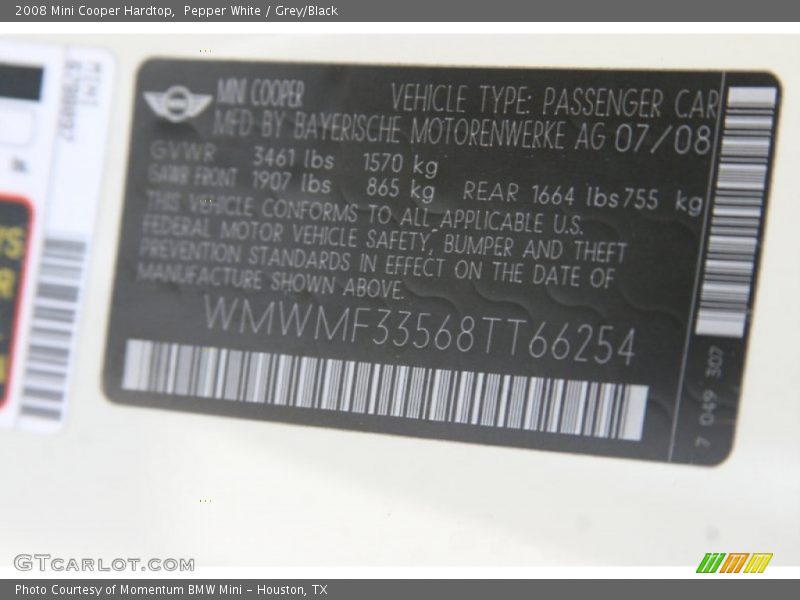 2008 Mini Cooper Hardtop,  Pepper White / Grey/Black
MINI COOPER VEHICLE TYPE: PASSENGER CAR
MFD BY BAYERISCHE MOTORENWERKE AG 07/08
GVWR 3461 lbs 1570 kg
GAWR FRONT 1907 lbs 865 kg REAR 1664 lbs 755 kg
THIS VEHICLE CONFORMS TO ALL APPLICABLE U.S.
FEDERAL MOTOR VEHICLE SAFETY, BUMPER AND THEFT
PREVENTION STANDARDS IN EFFECT ON THE DATE OF
MANUFACTURE SHOWN ABOVE.
WMWMF33568TT66254
7 049 307
MINI
GTCARLOT.COM
Photo Courtesy of Momentum BMW Mini - Houston, TX